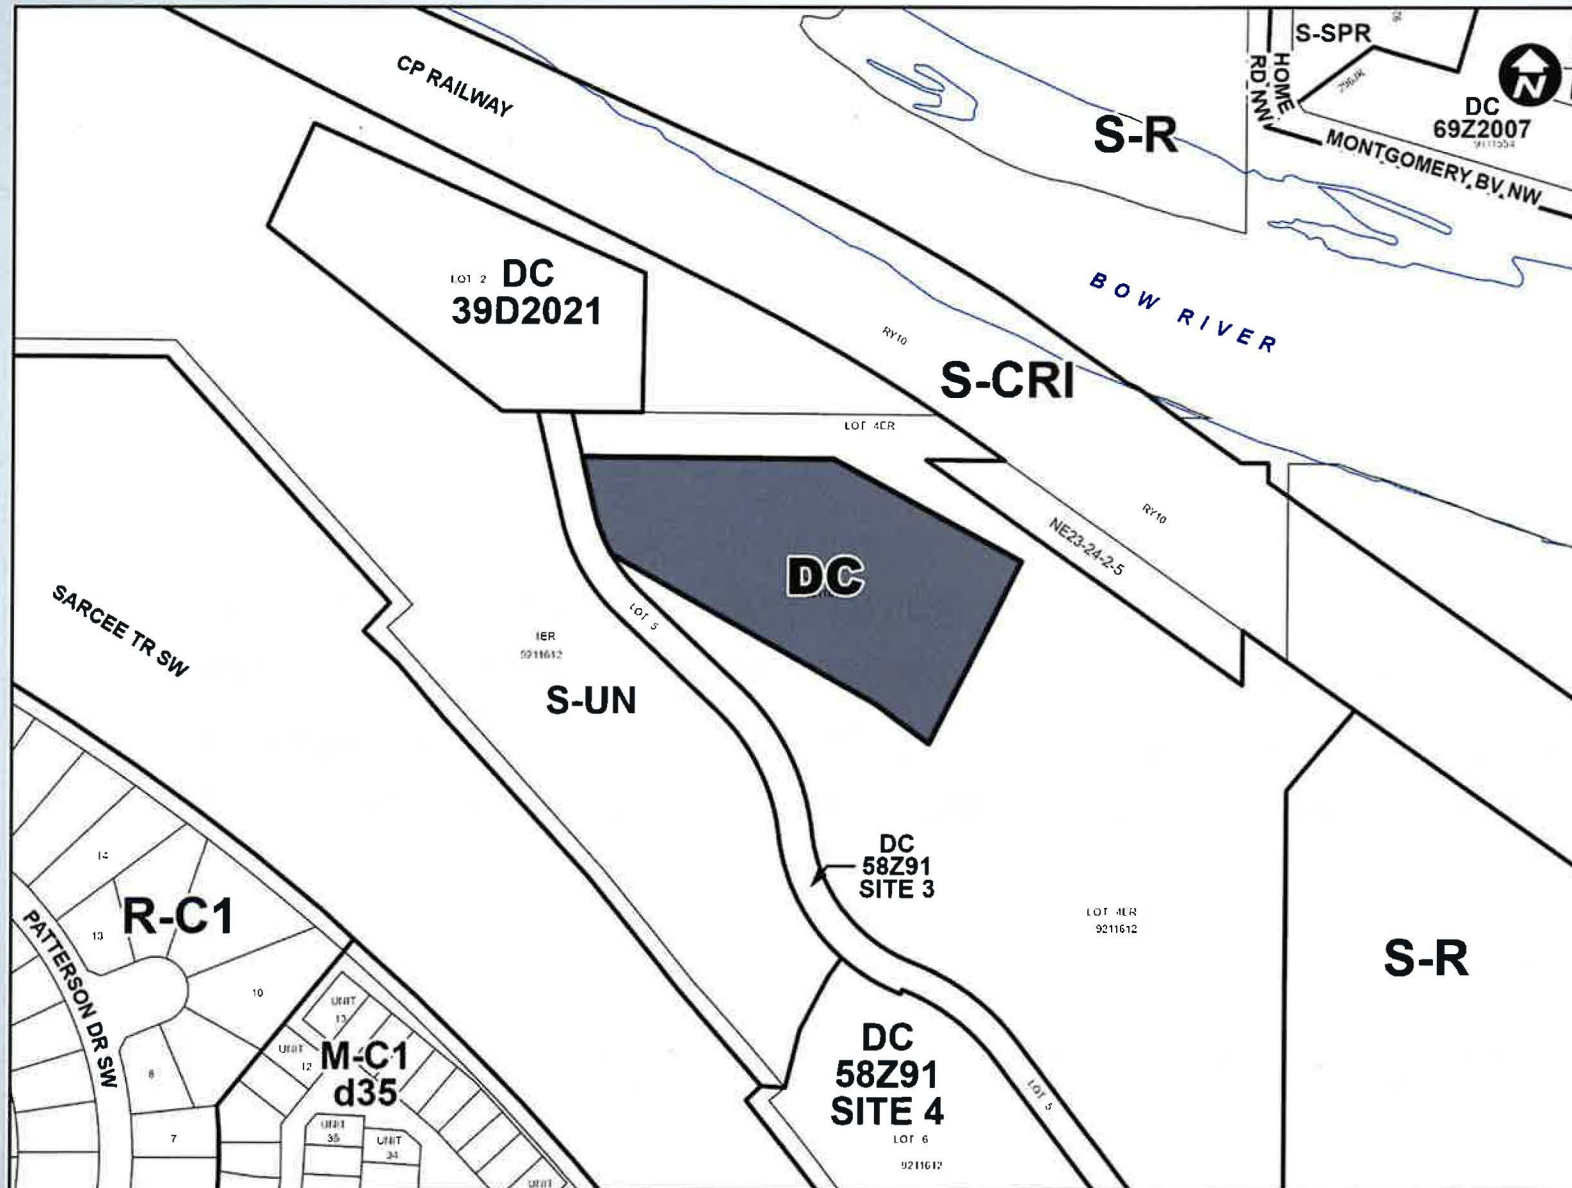 S-SPR
HOME
RD NW
N
DC
69Z2007
9111554
MONTGOMERY BV NW
CP RAILWAY
S-R
BOW RIVER
LOT 2
DC
39D2021
RY10
S-CRI
LOT 4ER
RY10
NE23-24-2-5
DC
LOT 5
SARCEE TR SW
1ER
9211612
S-UN
DC
58Z91
SITE 3
LOT 4ER
9211612
S-R
14
R-C1
13
PATTERSON DR SW
10
UNIT
13
UNIT
12
M-C1
d35
8
7
UNIT
35
UNIT
34
UNIT
DC
58Z91
SITE 4
LOT 5
LOT 6
9211612